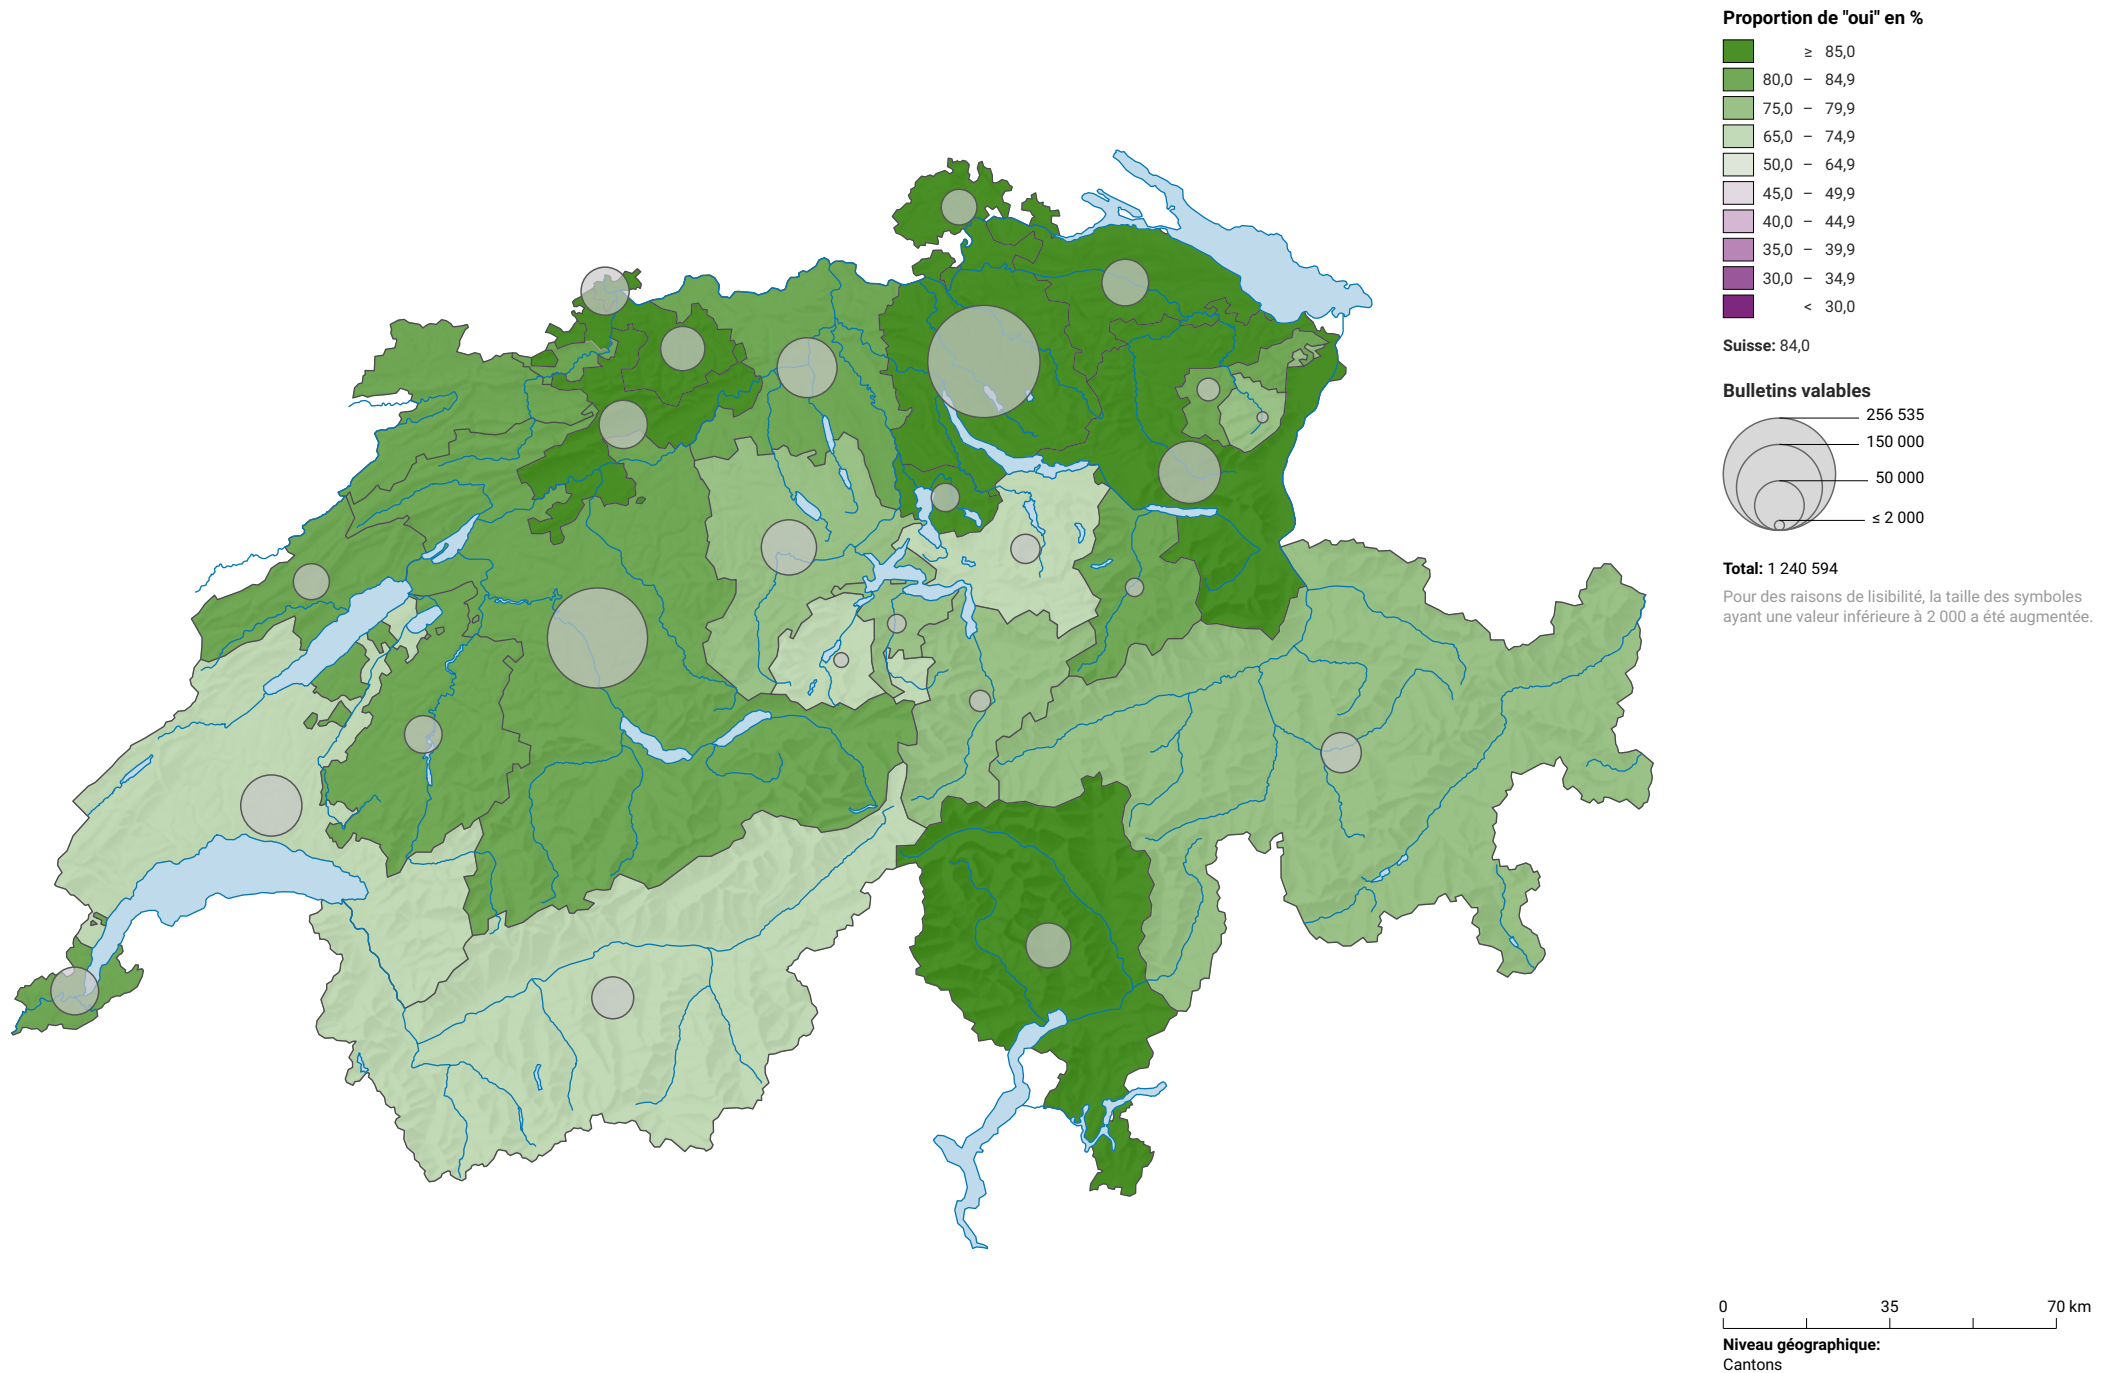 Proportion de "oui" en %
≥ 85,0
80,0 – 84,9
75,0 – 79,9
65,0 – 74,9
50,0 – 64,9
45,0 – 49,9
40,0 – 44,9
35,0 – 39,9
30,0 – 34,9
< 30,0
Suisse: 84,0
Bulletins valables
256 535
150 000
50 000
≤ 2 000
Total: 1 240 594
Pour des raisons de lisibilité, la taille des symboles
ayant une valeur inférieure à 2 000 a été augmentée.
0 35 70 km
Niveau géographique:
Cantons